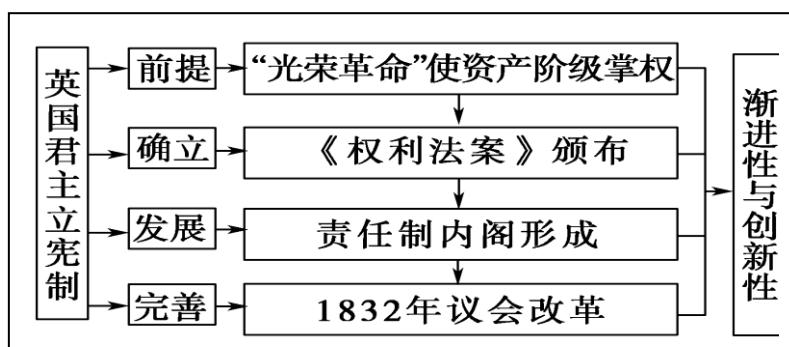 英国君主立宪制
前提
“光荣革命”使资产阶级掌权
确立
《权利法案》颁布
发展
责任制内阁形成
完善
1832年议会改革
渐进性与创新性